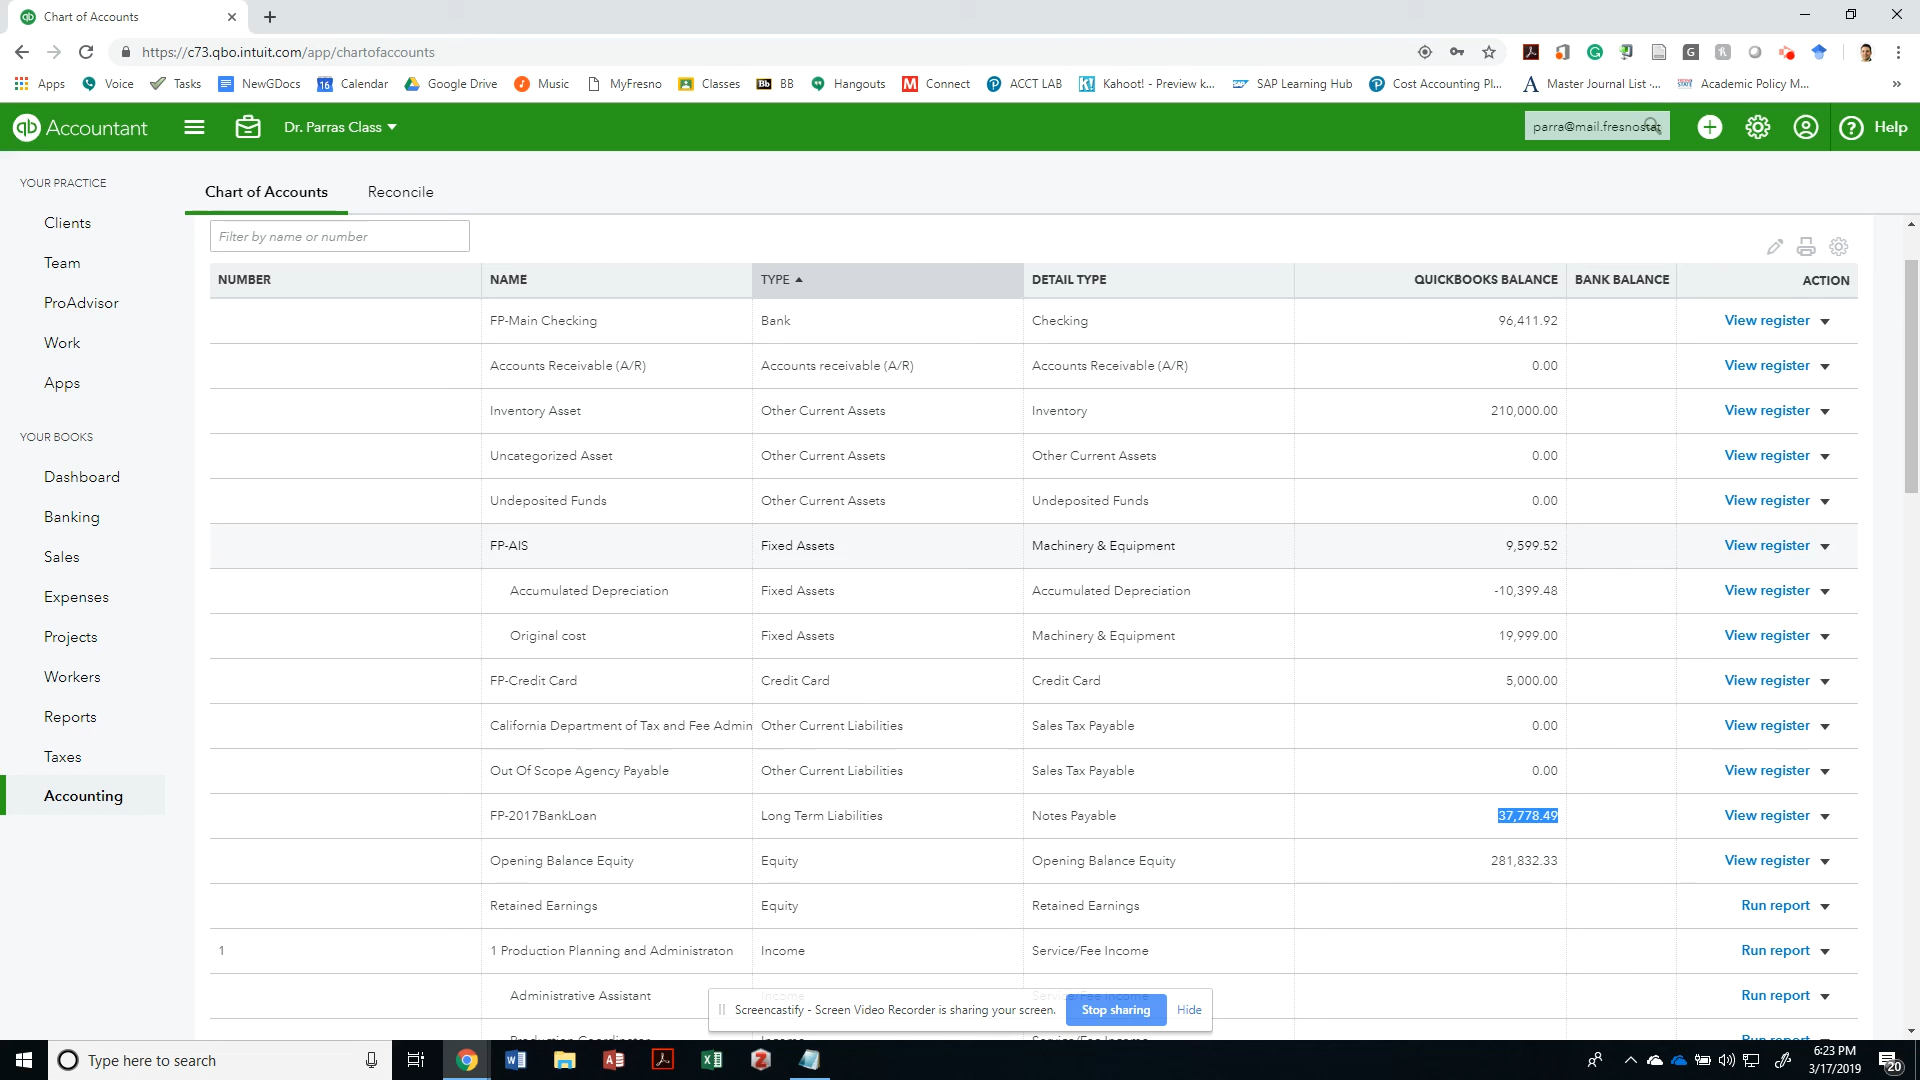 Chart of Accounts
https://c73.qbo.intuit.com/app/chartofaccounts
Apps Voice Tasks NewGDocs Calendar Google Drive Music MyFresno Classes BB Hangouts Connect ACCT LAB Kahoot! - Preview k... SAP Learning Hub Cost Accounting Pl... Master Journal List -... Academic Policy M... »
qb Accountant Dr. Parras Class parra@mail.fresnostat Help
YOUR PRACTICE
Clients
Team
ProAdvisor
Work
Apps
YOUR BOOKS
Dashboard
Banking
Sales
Expenses
Projects
Workers
Reports
Taxes
Accounting
Chart of Accounts Reconcile
Filter by name or number
NUMBER NAME TYPE DETAIL TYPE QUICKBOOKS BALANCE BANK BALANCE ACTION
FP-Main Checking Bank Checking 96,411.92 View register
Accounts Receivable (A/R) Accounts receivable (A/R) Accounts Receivable (A/R) 0.00 View register
Inventory Asset Other Current Assets Inventory 210,000.00 View register
Uncategorized Asset Other Current Assets Other Current Assets 0.00 View register
Undeposited Funds Other Current Assets Undeposited Funds 0.00 View register
FP-AIS Fixed Assets Machinery & Equipment 9,599.52 View register
Accumulated Depreciation Fixed Assets Accumulated Depreciation -10,399.48 View register
Original cost Fixed Assets Machinery & Equipment 19,999.00 View register
FP-Credit Card Credit Card Credit Card 5,000.00 View register
California Department of Tax and Fee Admin Other Current Liabilities Sales Tax Payable 0.00 View register
Out Of Scope Agency Payable Other Current Liabilities Sales Tax Payable 0.00 View register
FP-2017BankLoan Long Term Liabilities Notes Payable 37,778.49 View register
Opening Balance Equity Equity Opening Balance Equity 281,832.33 View register
Retained Earnings Equity Retained Earnings Run report
1 1 Production Planning and Administraton Income Service/Fee Income Run report
Administrative Assistant Income Service/Fee Income Run report
Screencastify - Screen Video Recorder is sharing your screen. Stop sharing Hide
Production Coordinator Income Service/Fee Income Run report
Type here to search
6:23 PM
3/17/2019
20